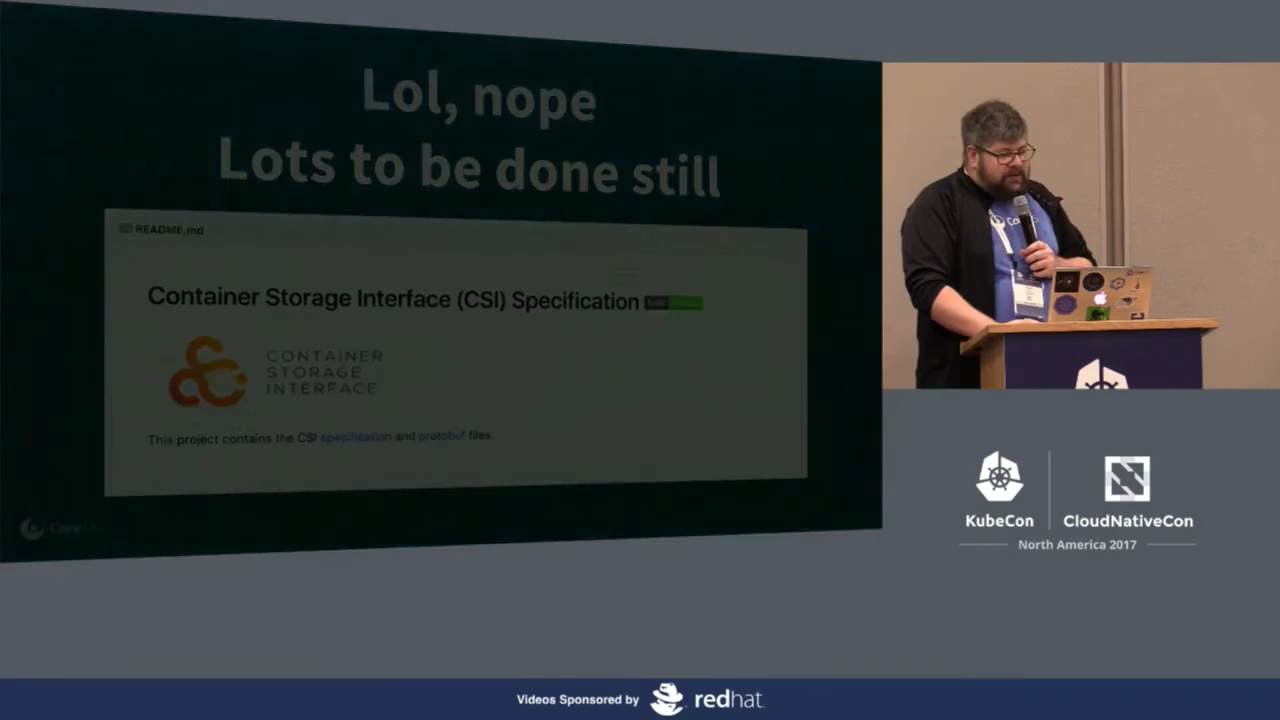 Lol, nope
Lots to be done still
README.md
Container Storage Interface (CSI) Specification
CONTAiNER
STORAGE
INTERFACE
This project contains the CSI specification and protobuf files.
Core
KubeCon
CloudNativeCon
North America 2017
Videos Sponsored by
redhat